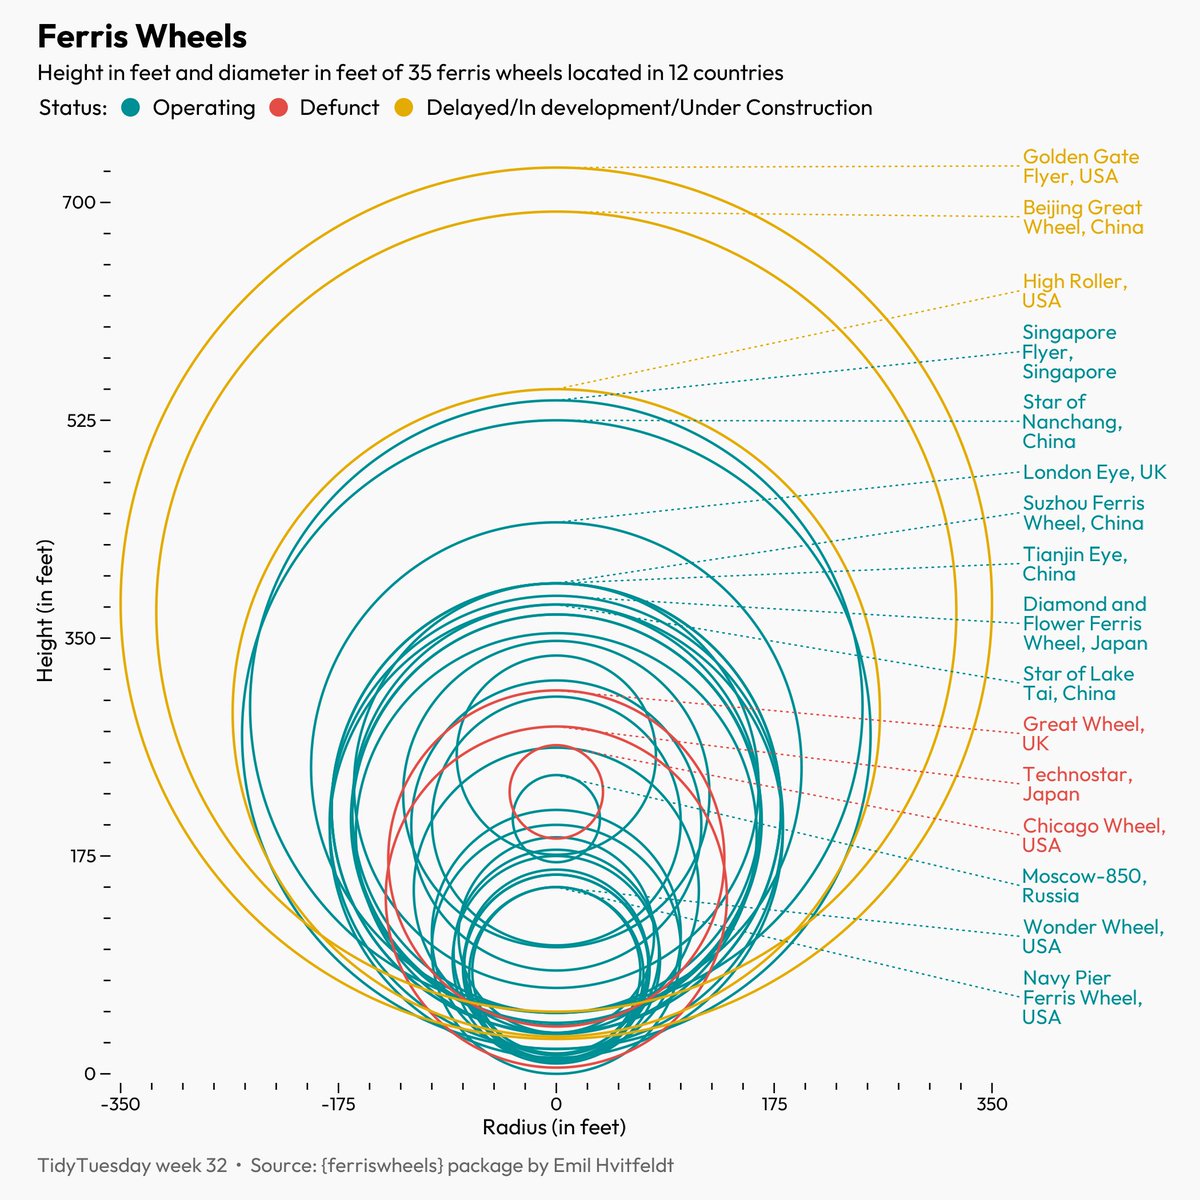 Ferris Wheels
Height in feet and diameter in feet of 35 ferris wheels located in 12 countries
Status: Operating Defunct Delayed/In development/Under Construction
Golden Gate
Flyer, USA
700
Beijing Great
Wheel, China
High Roller,
USA
Singapore
Flyer,
Singapore
Star of
Nanchang,
China
525
London Eye, UK
Suzhou Ferris
Wheel, China
Tianjin Eye,
China
Diamond and
Flower Ferris
Wheel, Japan
350
Height (in feet)
Star of Lake
Tai, China
Great Wheel,
UK
Technostar,
Japan
Chicago Wheel,
USA
175
Moscow-850,
Russia
Wonder Wheel,
USA
Navy Pier
Ferris Wheel,
USA
0
-350 -175 0 175 350
Radius (in feet)
TidyTuesday week 32 • Source: {ferriswheels} package by Emil Hvitfeldt